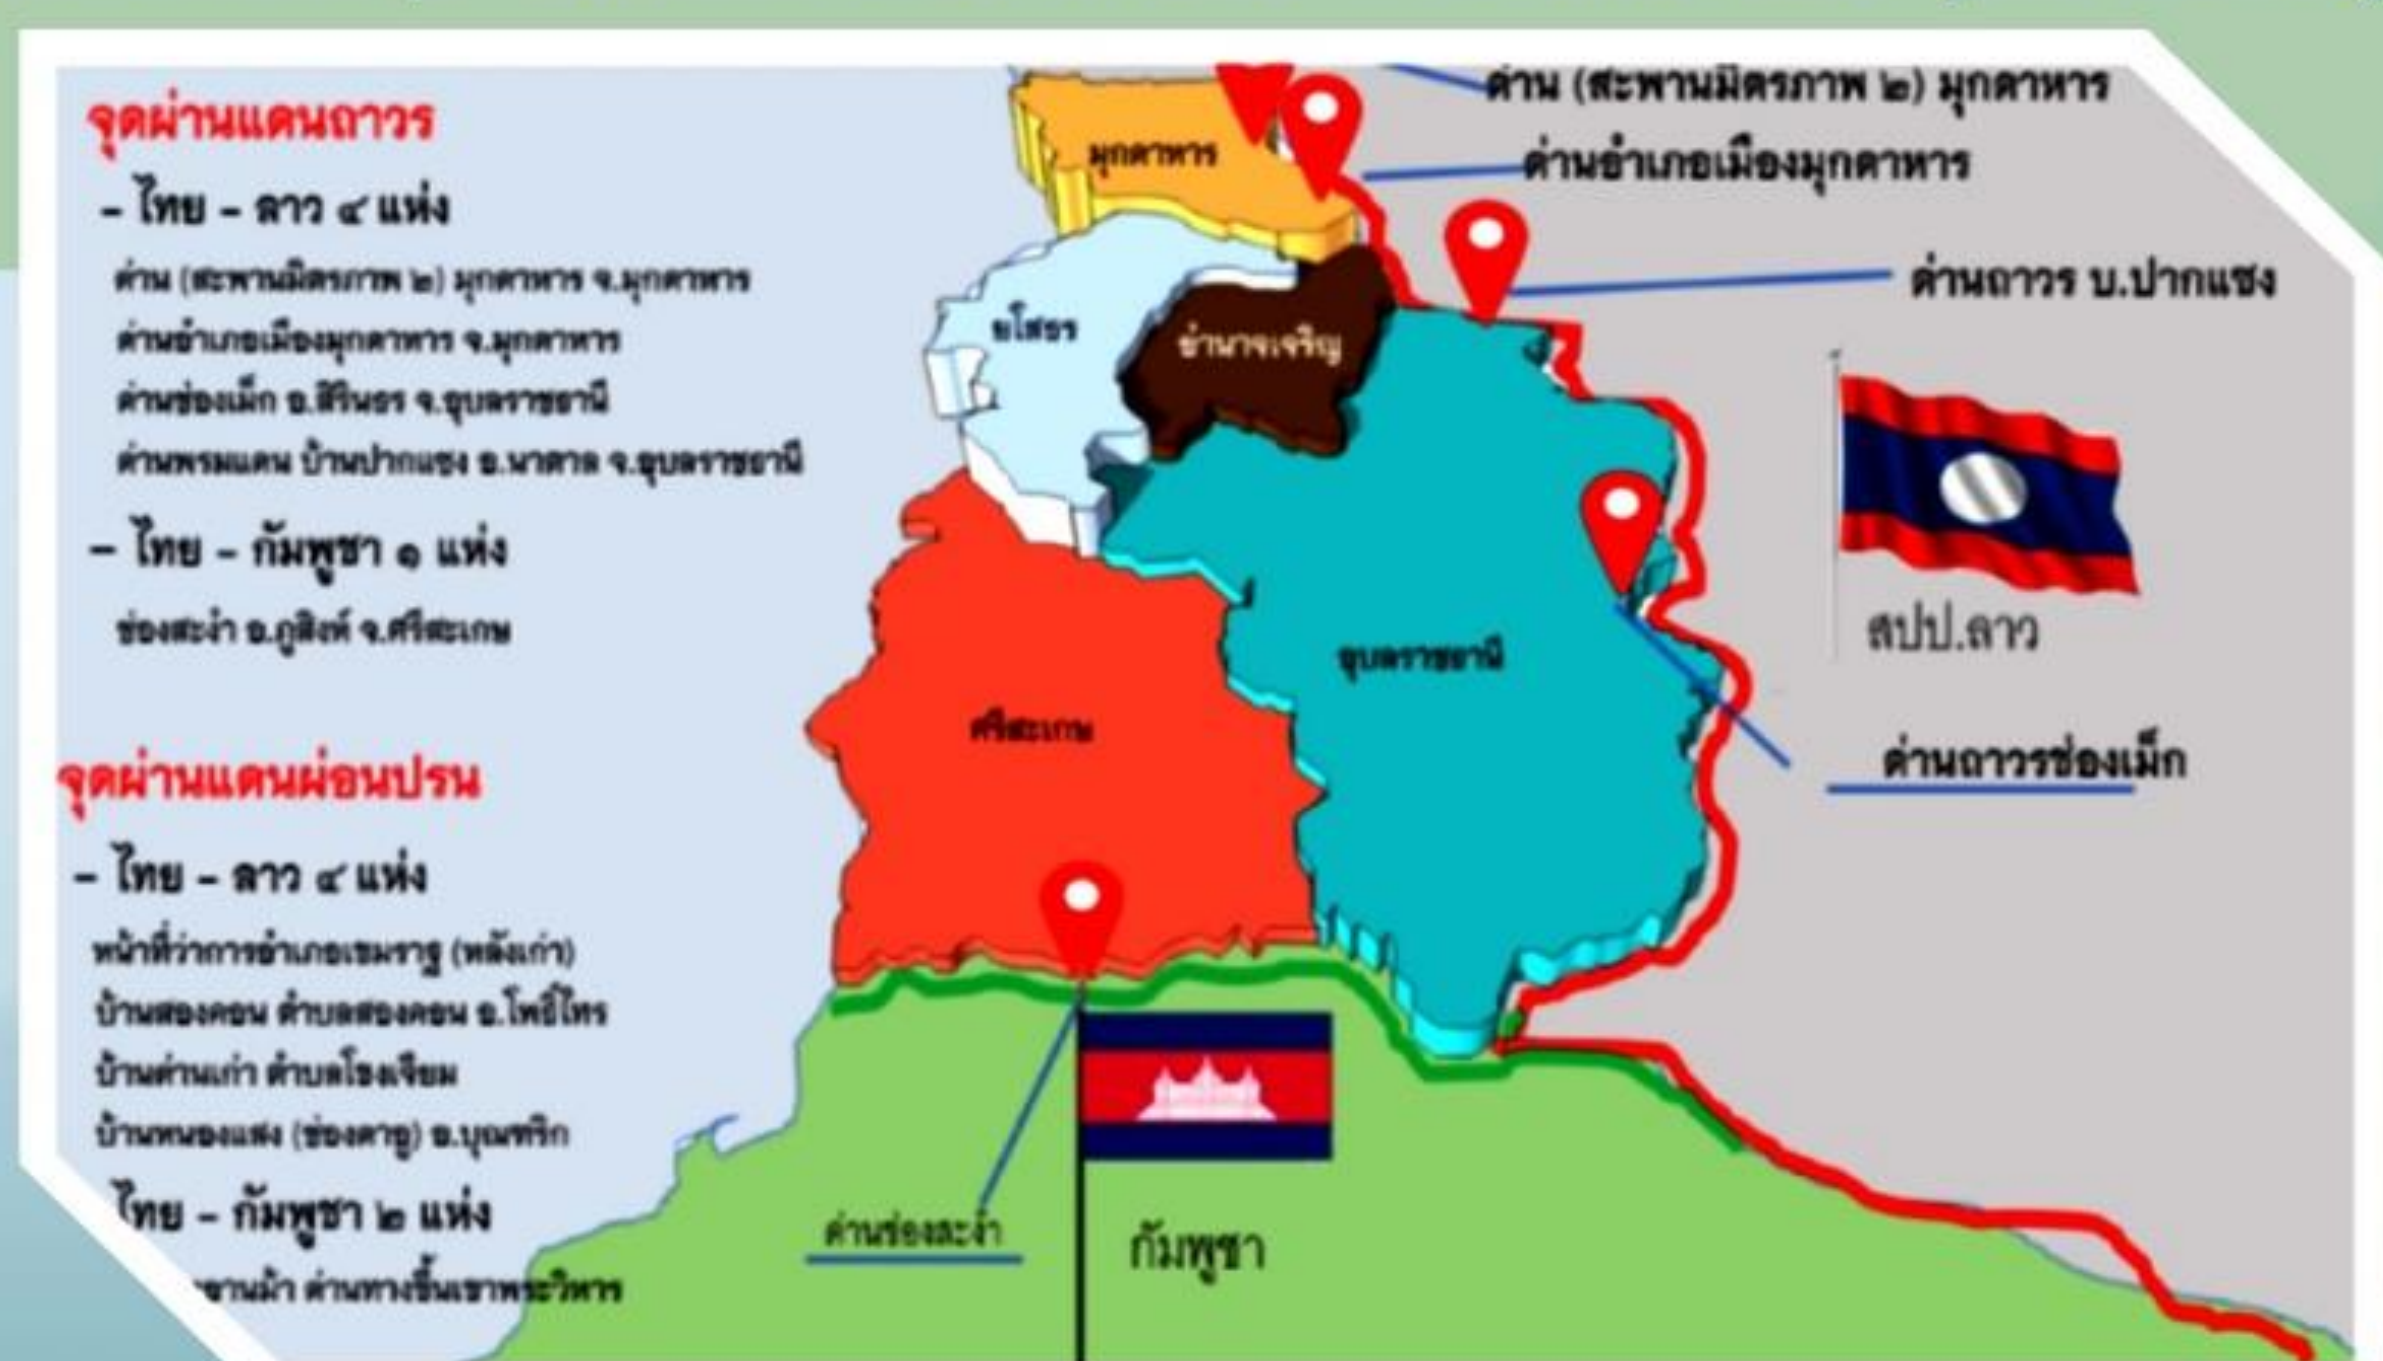 จุดผ่านแดนถาวร
- ไทย - ลาว ๔ แห่ง
ด่าน (สะพานมิตรภาพ ๒) มุกดาหาร จ.มุกดาหาร
ด่านอำเภอเมืองมุกดาหาร จ.มุกดาหาร
ด่านช่องเม็ก อ.สิรินธร จ.อุบลราชธานี
ด่านพรมแดน บ้านปากแซง อ.นาตาล จ.อุบลราชธานี
- ไทย - กัมพูชา ๑ แห่ง
ช่องสะงำ อ.ภูสิงห์ จ.ศรีสะเกษ
จุดผ่านแดนผ่อนปรน
- ไทย - ลาว ๔ แห่ง
หน้าที่ว่าการอำเภอเขมราฐ (หลังเก่า)
บ้านสองคอน ตำบลสองคอน อ.โพธิ์ไทร
บ้านด่านเก่า ตำบลโขงเจียม
บ้านหนองแสง (ช่องตาอู) อ.บุณฑริก
ไทย - กัมพูชา ๒ แห่ง
ด่านทางขึ้นเขาพระวิหาร
ด่าน (สะพานมิตรภาพ ๒) มุกดาหาร
ด่านอำเภอเมืองมุกดาหาร
ด่านถาวร บ.ปากแซง
มุกดาหาร
ยโสธร
อำนาจเจริญ
สปป.ลาว
อุบลราชธานี
ศรีสะเกษ
ด่านถาวรช่องเม็ก
ด่านช่องสะงำ
กัมพูชา